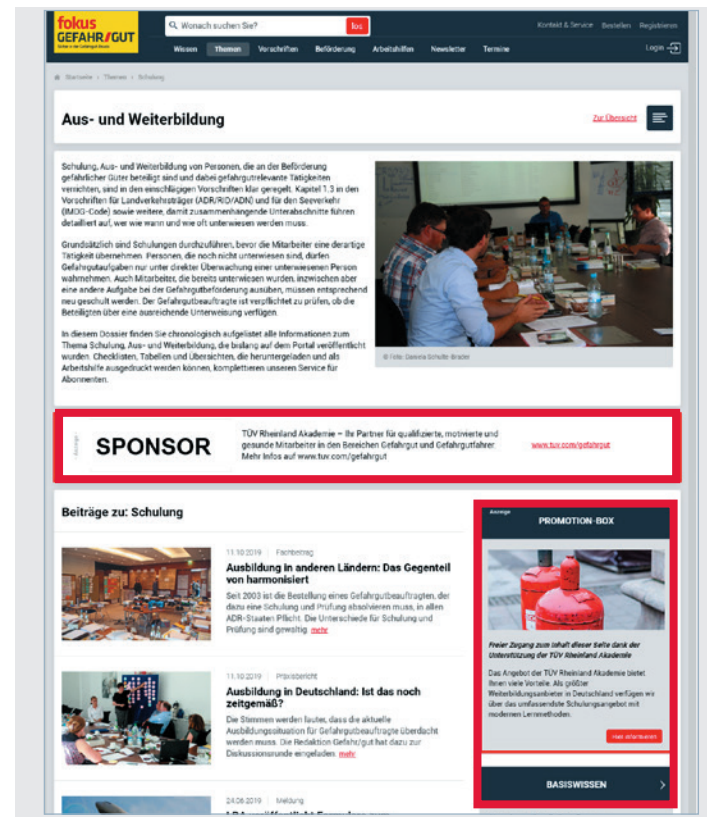 fokus
GEFAHR/GUT
Wonach suchen Sie?
los
Kontakt & Service Bestellen Registrieren
Wissen Themen Vorschriften Beförderung Arbeitshilfen Newsletter Termine
Login
Startseite › Themen › Schulung
Aus- und Weiterbildung
Zur Übersicht
Schulung, Aus- und Weiterbildung von Personen, die an der Beförderung
gefährlicher Güter beteiligt sind und dabei gefahrgutrelevante Tätigkeiten
verrichten, sind in den einschlägigen Vorschriften klar geregelt. Kapitel 1.3 in den
Vorschriften für Landverkehrsträger (ADR/RID/ADN) und für den Seeverkehr
(IMDG-Code) sowie weitere, damit zusammenhängende Unterabschnitte führen
detailliert auf, wer wie wann und wie oft unterwiesen werden muss.
Grundsätzlich sind Schulungen durchzuführen, bevor die Mitarbeiter eine derartige
Tätigkeit übernehmen. Personen, die noch nicht unterwiesen sind, dürfen
Gefahrgutaufgaben nur unter direkter Überwachung einer unterwiesenen Person
wahrnehmen. Auch Mitarbeiter, die bereits unterwiesen wurden, inzwischen aber
eine andere Aufgabe bei der Gefahrgutbeförderung ausüben, müssen entsprechend
neu geschult werden. Der Gefahrgutbeauftragte ist verpflichtet zu prüfen, ob die
Beteiligten über eine ausreichende Unterweisung verfügen.
In diesem Dossier finden Sie chronologisch aufgelistet alle Informationen zum
Thema Schulung, Aus- und Weiterbildung, die bislang auf dem Portal veröffentlicht
wurden. Checklisten, Tabellen und Übersichten, die heruntergeladen und als
Arbeitshilfe ausgedruckt werden können, komplettieren unseren Service für
Abonnenten.
© Foto: Daniela Schulte-Brader
- Anzeige -
SPONSOR
TÜV Rheinland Akademie – Ihr Partner für qualifizierte, motivierte und
gesunde Mitarbeiter in den Bereichen Gefahrgut und Gefahrgutfahrer.
Mehr Infos auf www.tuv.com/gefahrgut
www.tuv.com/gefahrgut
Beiträge zu: Schulung
11.10.2019 | Fachbeitrag
Ausbildung in anderen Ländern: Das Gegenteil
von harmonisiert
Seit 2003 ist die Bestellung eines Gefahrgutbeauftragten, der
dazu eine Schulung und Prüfung absolvieren muss, in allen
ADR-Staaten Pflicht. Die Unterschiede für Schulung und
Prüfung sind gewaltig. mehr
11.10.2019 | Praxisbericht
Ausbildung in Deutschland: Ist das noch
zeitgemäß?
Die Stimmen werden lauter, dass die aktuelle
Ausbildungssituation für Gefahrgutbeauftragte überdacht
werden muss. Die Redaktion Gefahr/gut hat dazu zur
Diskussionsrunde eingeladen. mehr
24.06.2019 | Meldung
Anzeige
PROMOTION-BOX
Freier Zugang zum Inhalt dieser Seite dank der
Unterstützung der TÜV Rheinland Akademie
Das Angebot der TÜV Rheinland Akademie bietet
Ihnen viele Vorteile. Als größter
Weiterbildungsanbieter in Deutschland verfügen wir
über das umfassendste Schulungsangebot mit
modernen Lernmethoden.
Hier informieren
BASISWISSEN